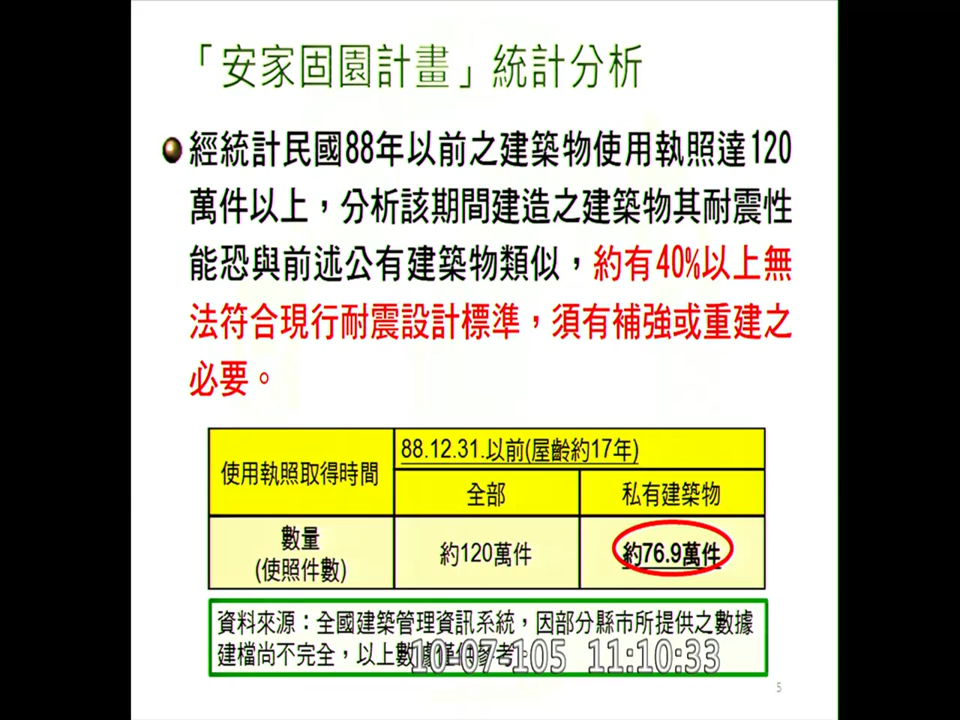 「安家固園計畫」統計分析
經統計民國88年以前之建築物使用執照達120
萬件以上，分析該期間建造之建築物其耐震性
能恐與前述公有建築物類似，約有40%以上無
法符合現行耐震設計標準，須有補強或重建之
必要。
使用執照取得時間
88.12.31.以前(屋齡約17年)
全部
私有建築物
數量
(使照件數)
約120萬件
約76.9萬件
資料來源：全國建築管理資訊系統，因部分縣市所提供之數據
建檔尚不完全，以上數據僅供參考。
10-07-105 11:10:33
5